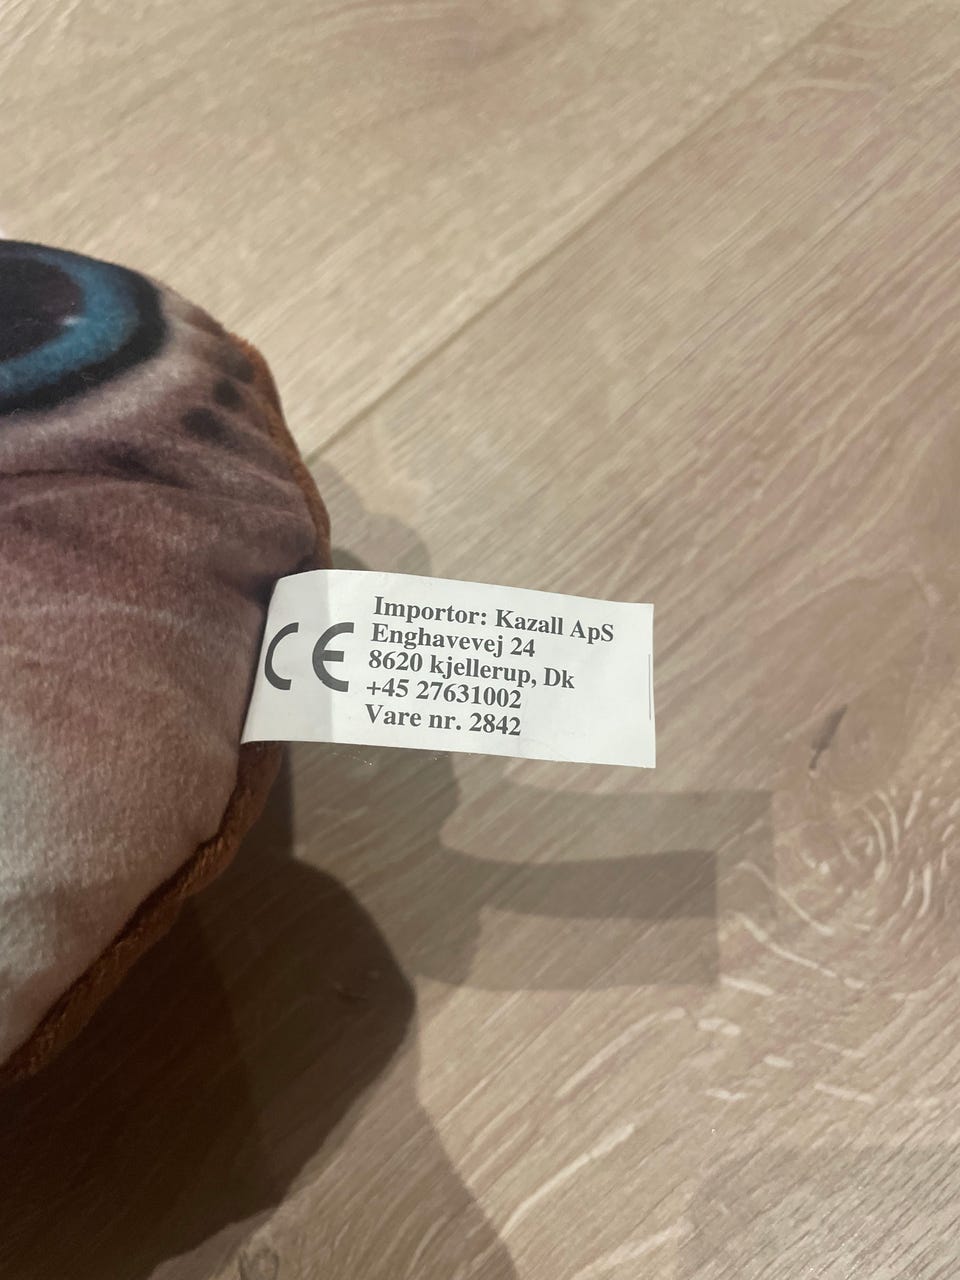 CE
Importor: Kazall ApS
Enghavevej 24
8620 kjellerup, Dk
+45 27631002
Vare nr. 2842